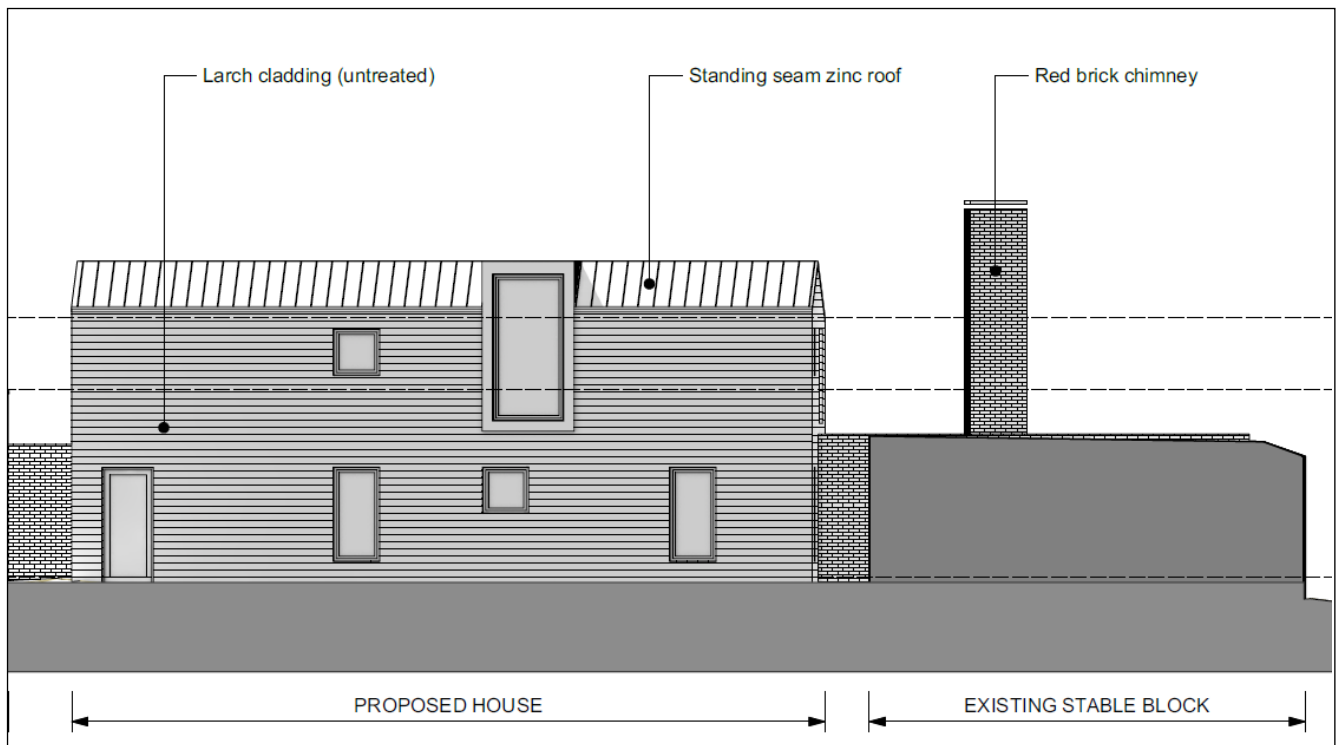 Larch cladding (untreated)
Standing seam zinc roof
Red brick chimney
PROPOSED HOUSE
EXISTING STABLE BLOCK